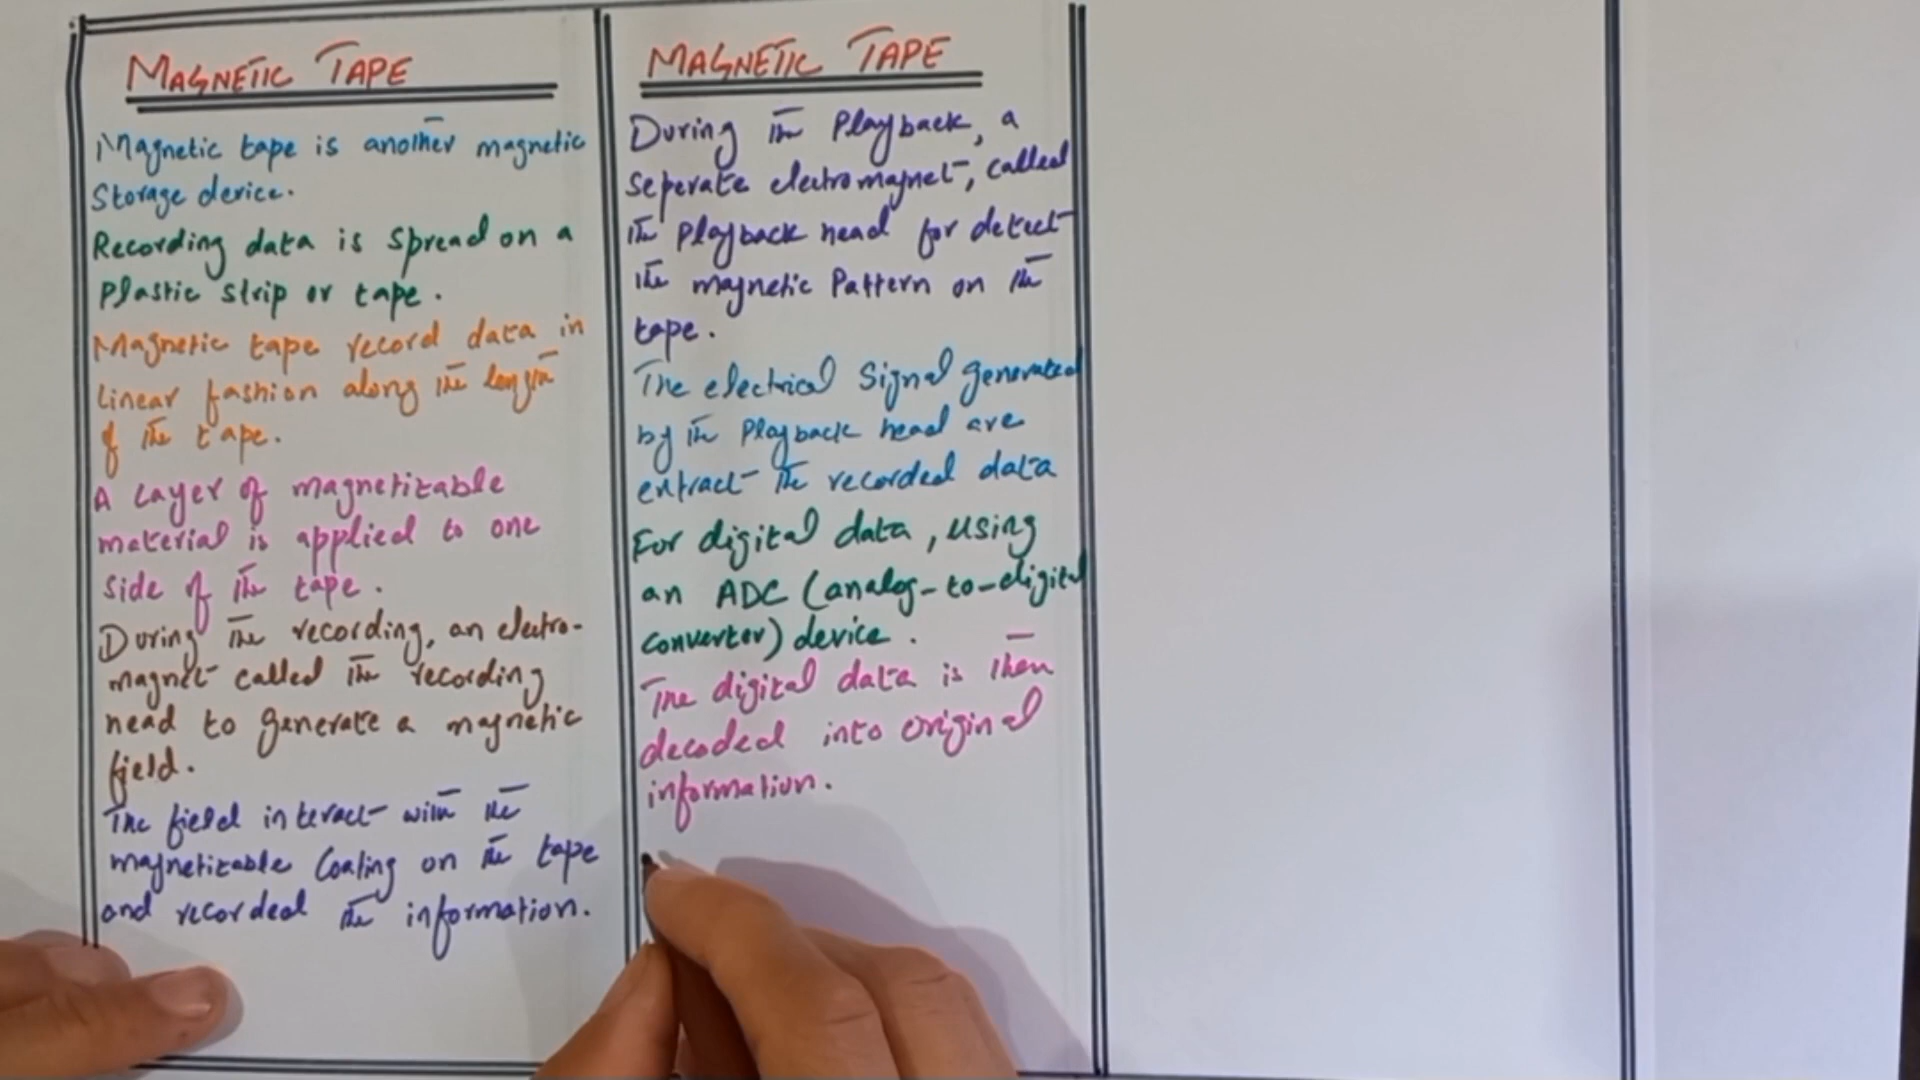 MAGNETIC TAPE
Magnetic tape is another magnetic
Storage device.
Recording data is spread on a
plastic strip or tape.
Magnetic tape record data in
linear fashion along the length
of the tape.
A layer of magnetizable
material is applied to one
side of the tape.
During the recording, an electro-
magnet called the recording
head to generate a magnetic
field.
The field interact with the
magnetizable coating on the tape
and recorded the information.
MAGNETIC TAPE
During the Playback, a
seperate electromagnet, called
the playback head for detect
the magnetic Pattern on the
tape.
The electrical Signal generated
by the playback head are
extract the recorded data
For digital data, using
an ADC (analog-to-digital
converter) device.
The digital data is then
decoded into original
information.